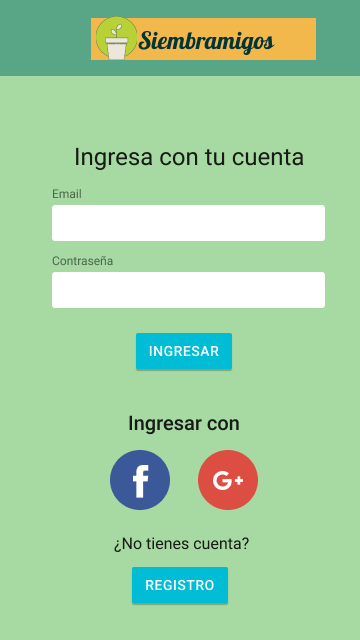 Siembramigos
Ingresa con tu cuenta
Email
Contraseña
INGRESAR
Ingresar con
f
G+
¿No tienes cuenta?
REGISTRO